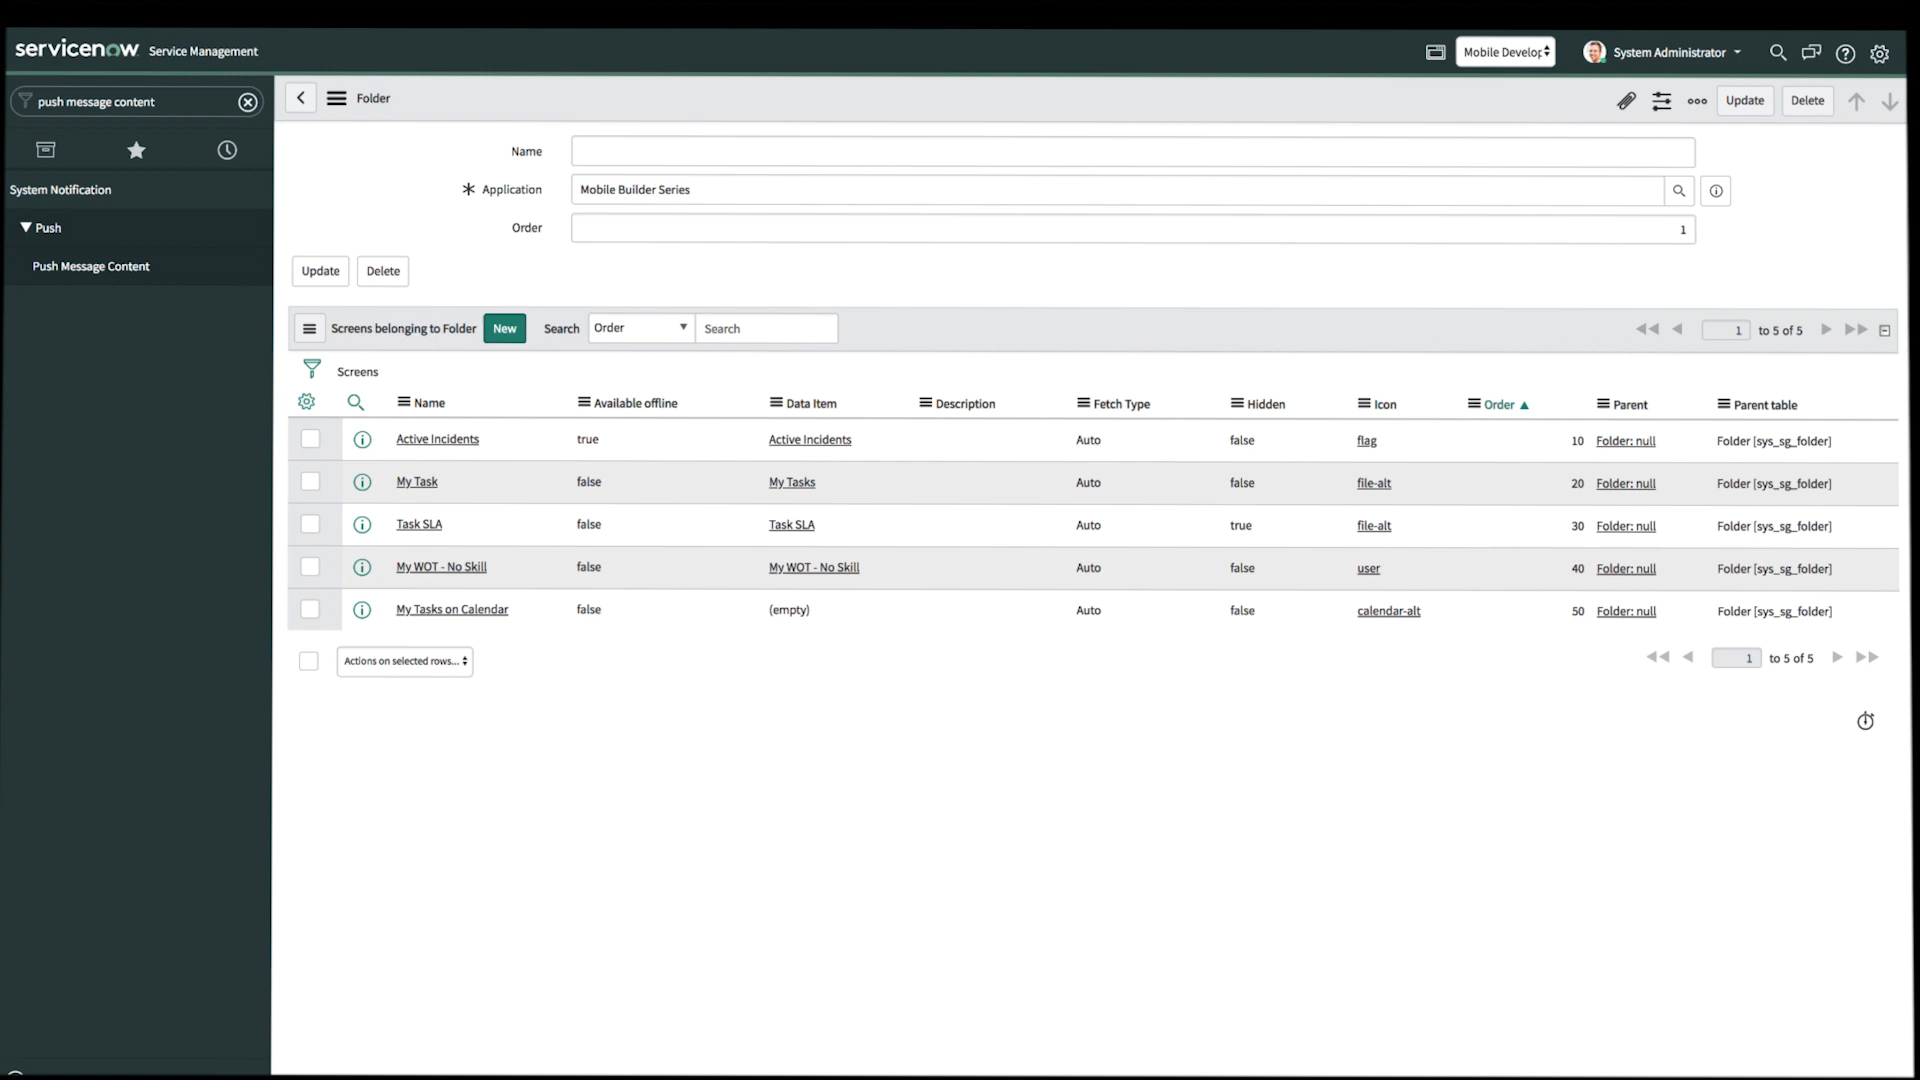 servicenow Service Management
Mobile Develop
System Administrator
push message content
Folder
Update Delete
System Notification
Push
Push Message Content
Name
Application Mobile Builder Series
Order 1
Update Delete
Screens belonging to Folder New Search Order Search 1 to 5 of 5
Screens
Name Available offline Data Item Description Fetch Type Hidden Icon Order Parent Parent table
Active Incidents true Active Incidents Auto false flag 10 Folder: null Folder [sys_sg_folder]
My Task false My Tasks Auto false file-alt 20 Folder: null Folder [sys_sg_folder]
Task SLA false Task SLA Auto true file-alt 30 Folder: null Folder [sys_sg_folder]
My WOT - No Skill false My WOT - No Skill Auto false user 40 Folder: null Folder [sys_sg_folder]
My Tasks on Calendar false (empty) Auto false calendar-alt 50 Folder: null Folder [sys_sg_folder]
Actions on selected rows... 1 to 5 of 5